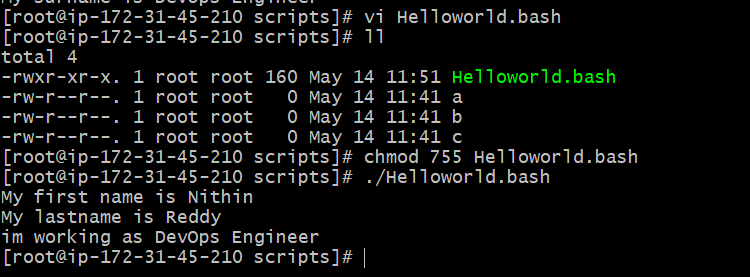 My surname is DevOps Engineer
[root@ip-172-31-45-210 scripts]# vi Helloworld.bash
[root@ip-172-31-45-210 scripts]# ll
total 4
-rwxr-xr-x. 1 root root 160 May 14 11:51 Helloworld.bash
-rw-r--r--. 1 root root   0 May 14 11:41 a
-rw-r--r--. 1 root root   0 May 14 11:41 b
-rw-r--r--. 1 root root   0 May 14 11:41 c
[root@ip-172-31-45-210 scripts]# chmod 755 Helloworld.bash
[root@ip-172-31-45-210 scripts]# ./Helloworld.bash
My first name is Nithin
My lastname is Reddy
im working as DevOps Engineer
[root@ip-172-31-45-210 scripts]#